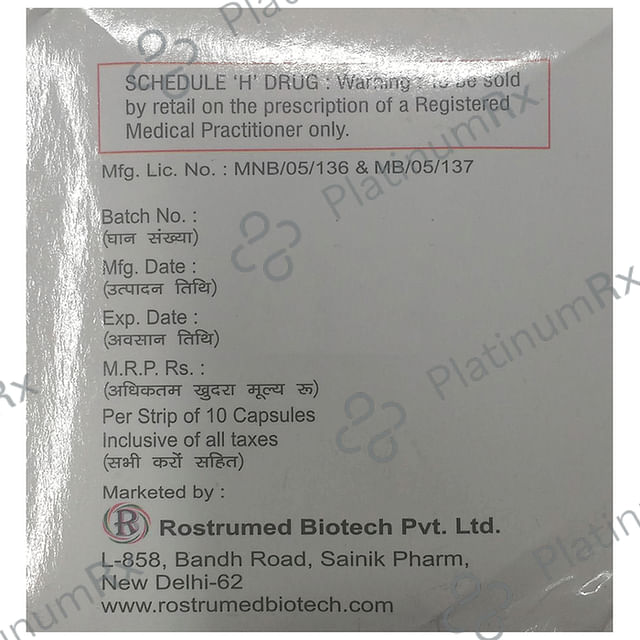 SCHEDULE 'H' DRUG : Warning - To be sold
by retail on the prescription of a Registered
Medical Practitioner only.
Mfg. Lic. No. : MNB/05/136 & MB/05/137
Batch No. :
(घान संख्या)
Mfg. Date :
(उत्पादन तिथि)
Exp. Date :
(अवसान तिथि)
M.R.P. Rs. :
(अधिकतम खुदरा मूल्य रू)
Per Strip of 10 Capsules
Inclusive of all taxes
(सभी करों सहित)
Marketed by :
R Rostrumed Biotech Pvt. Ltd.
L-858, Bandh Road, Sainik Pharm,
New Delhi-62
www.rostrumedbiotech.com
PlatinumRx
PlatinumRx
PlatinumRx
PlatinumRx